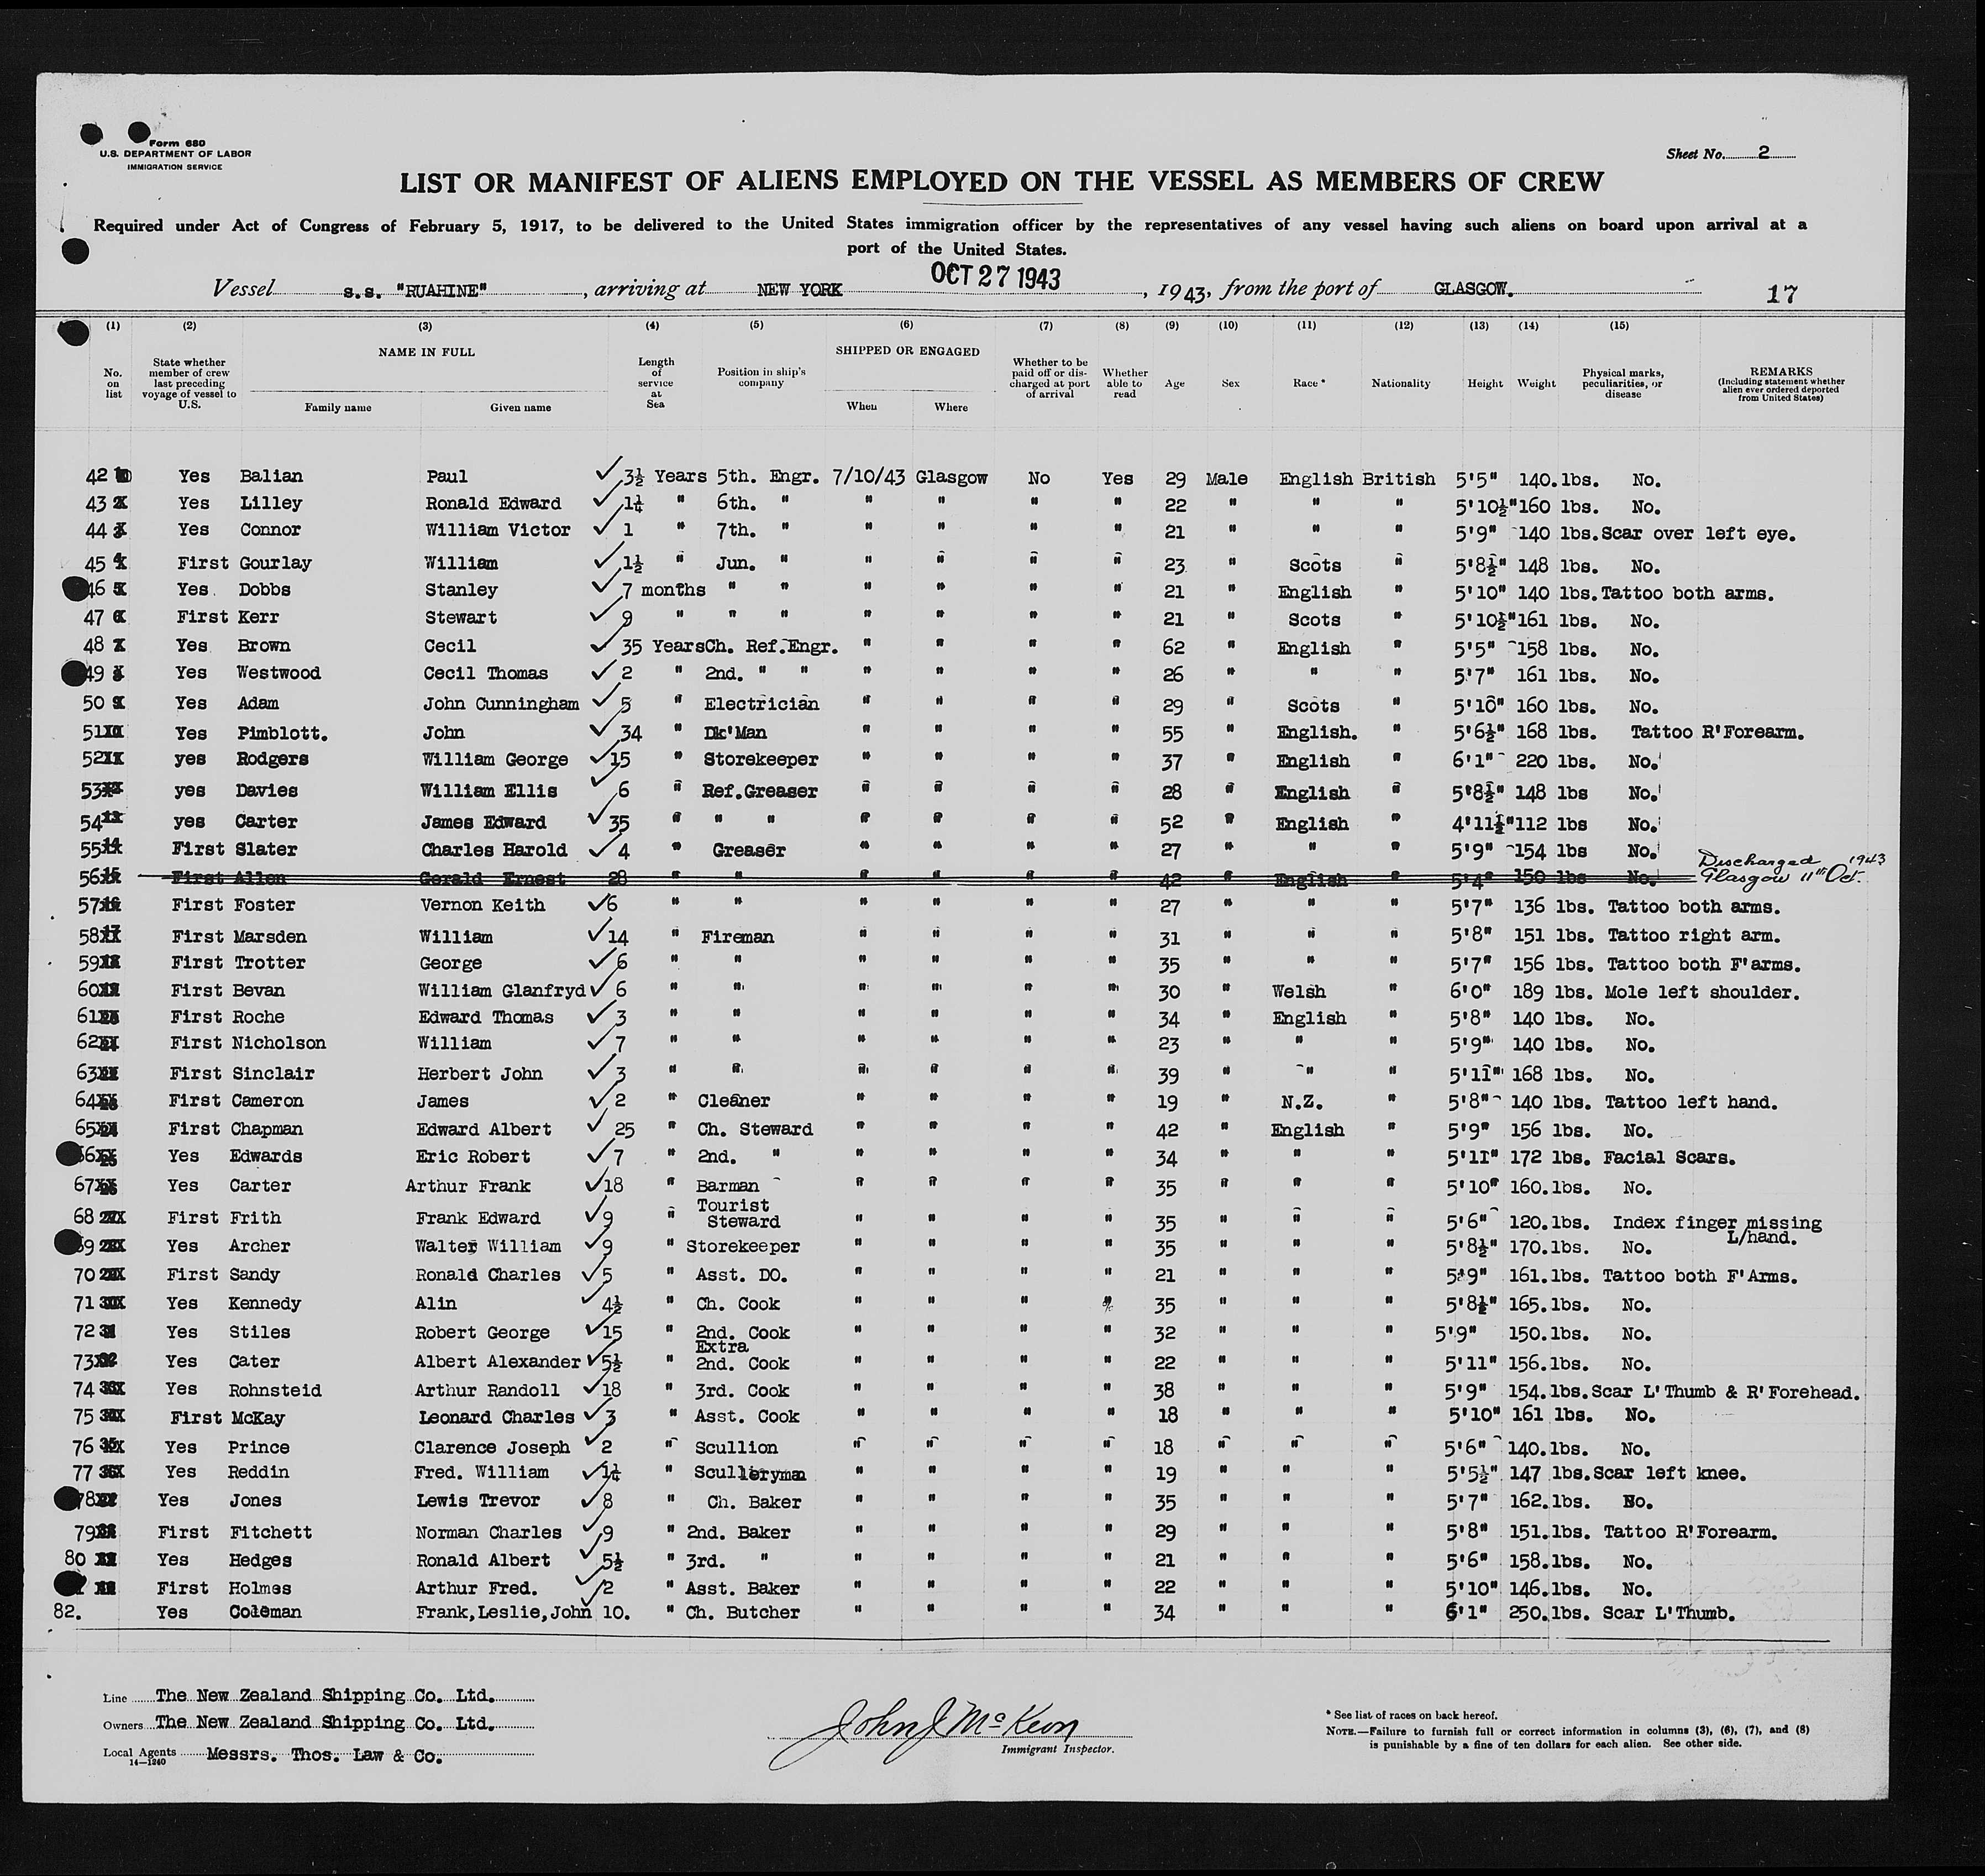 Form 680
U.S. DEPARTMENT OF LABOR
IMMIGRATION SERVICE
Sheet No. 2
LIST OR MANIFEST OF ALIENS EMPLOYED ON THE VESSEL AS MEMBERS OF CREW
Required under Act of Congress of February 5, 1917, to be delivered to the United States immigration officer by the representatives of any vessel having such aliens on board upon arrival at a
port of the United States.
Vessel s.s. "RUAHINE", arriving at NEW YORK OCT 27 1943, 1943, from the port of GLASGOW. 17
(1) (2) (3) (4) (5) (6) (7) (8) (9) (10) (11) (12) (13) (14) (15)
No. on list State whether member of crew last preceding voyage of vessel to U.S. NAME IN FULL Family name Given name Length of service at Sea Position in ship's company SHIPPED OR ENGAGED When Where Whether to be paid off or discharged at port of arrival Whether able to read Age Sex Race * Nationality Height Weight Physical marks, peculiarities, or disease REMARKS (Including statement whether alien ever ordered deported from United States)
42 Yes Balian Paul 3½ Years 5th. Engr. 7/10/43 Glasgow No Yes 29 Male English British 5'5" 140.lbs. No.
43 Yes Lilley Ronald Edward 1¼ " 6th. " " " " " 22 " " " 5'10½" 160 lbs. No.
44 Yes Connor William Victor 1 " 7th. " " " " " 21 " " " 5'9" 140 lbs. Scar over left eye.
45 First Gourlay William 1½ " Jun. " " " " " 23 " Scots " 5'8½" 148 lbs. No.
46 Yes. Dobbs Stanley 7 months " " " " " " 21 " English " 5'10" 140 lbs. Tattoo both arms.
47 First Kerr Stewart 9 " " " " " " " 21 " Scots " 5'10½" 161 lbs. No.
48 Yes Brown Cecil 35 Years Ch. Ref.Engr. " " " " 62 " English " 5'5" 158 lbs. No.
49 Yes Westwood Cecil Thomas 2 " 2nd. " " " " " " 26 " " " 5'7" 161 lbs. No.
50 Yes Adam John Cunningham 5 " Electrician " " " " 29 " Scots " 5'10" 160 lbs. No.
51 Yes Pimblott. John 34 " Dk'Man " " " " 55 " English. " 5'6½" 168 lbs. Tattoo R'Forearm.
52 yes Rodgers William George 15 " Storekeeper " " " " 37 " English " 6'1" 220 lbs. No.
53 yes Davies William Ellis 6 " Ref.Greaser " " " " 28 " English " 5'8½" 148 lbs No.
54 yes Carter James Edward 35 " " " " " " " 52 " English " 4'11½" 112 lbs No.
55 First Slater Charles Harold 4 " Greaser " " " " 27 " " " 5'9" 154 lbs No.
56 First Allen Gerald Ernest 28 " " " " " " 42 " English " 5'4" 150 lbs No. Discharged Glasgow 11th Oct. 1943
57 First Foster Vernon Keith 6 " " " " " " 27 " " " 5'7" 136 lbs. Tattoo both arms.
58 First Marsden William 14 " Fireman " " " " 31 " " " 5'8" 151 lbs. Tattoo right arm.
59 First Trotter George 6 " " " " " " 35 " " " 5'7" 156 lbs. Tattoo both F'arms.
60 First Bevan William Glanfryd 6 " " " " " " 30 " Welsh " 6'0" 189 lbs. Mole left shoulder.
61 First Roche Edward Thomas 3 " " " " " " 34 " English " 5'8" 140 lbs. No.
62 First Nicholson William 7 " " " " " " 23 " " " 5'9" 140 lbs. No.
63 First Sinclair Herbert John 3 " " " " " " 39 " " " 5'11" 168 lbs. No.
64 First Cameron James 2 " Cleaner " " " " 19 " N.Z. " 5'8" 140 lbs. Tattoo left hand.
65 First Chapman Edward Albert 25 " Ch. Steward " " " " 42 " English " 5'9" 156 lbs. No.
66 Yes Edwards Eric Robert 7 " 2nd. " " " " " 34 " " " 5'11" 172 lbs. Facial Scars.
67 Yes Carter Arthur Frank 18 " Barman " " " " 35 " " " 5'10" 160.lbs. No.
68 First Frith Frank Edward 9 " Tourist Steward " " " " 35 " " " 5'6" 120.lbs. Index finger missing L/hand.
69 Yes Archer Walter William 9 " Storekeeper " " " " 35 " " " 5'8½" 170.lbs. No.
70 First Sandy Ronald Charles 5 " Asst. DO. " " " " 21 " " " 5'9" 161.lbs. Tattoo both F'Arms.
71 Yes Kennedy Alin 4½ " Ch. Cook " " " " 35 " " " 5'8½" 165.lbs. No.
72 Yes Stiles Robert George 15 " 2nd. Cook " " " " 32 " " " 5'9" 150.lbs. No.
73 Yes Cater Albert Alexander 5½ " Extra 2nd. Cook " " " " 22 " " " 5'11" 156.lbs. No.
74 Yes Rohnsteid Arthur Randoll 18 " 3rd. Cook " " " " 38 " " " 5'9" 154.lbs. Scar L'Thumb & R'Forehead.
75 First McKay Leonard Charles 3 " Asst. Cook " " " " 18 " " " 5'10" 161 lbs. No.
76 Yes Prince Clarence Joseph 2 " Scullion " " " " 18 " " " 5'6" 140.lbs. No.
77 Yes Reddin Fred. William 1¼ " Sculleryman " " " " 19 " " " 5'5½" 147 lbs. Scar left knee.
78 Yes Jones Lewis Trevor 8 " Ch. Baker " " " " 35 " " " 5'7" 162.lbs. No.
79 First Fitchett Norman Charles 9 " 2nd. Baker " " " " 29 " " " 5'8" 151.lbs. Tattoo R'Forearm.
80 Yes Hedges Ronald Albert 5½ " 3rd. " " " " " 21 " " " 5'6" 158.lbs. No.
First Holmes Arthur Fred. 2 " Asst. Baker " " " " 22 " " " 5'10" 146.lbs. No.
82. Yes Coleman Frank,Leslie,John 10. " Ch. Butcher " " " " 34 " " " 6'1" 250.lbs. Scar L'Thumb.
Line The New Zealand Shipping Co. Ltd.
Owners The New Zealand Shipping Co. Ltd.
Local Agents Messrs. Thos. Law & Co.
14—1240
John J McKeon
Immigrant Inspector.
* See list of races on back hereof.
NOTE.—Failure to furnish full or correct information in columns (3), (6), (7), and (8)
is punishable by a fine of ten dollars for each alien. See other side.